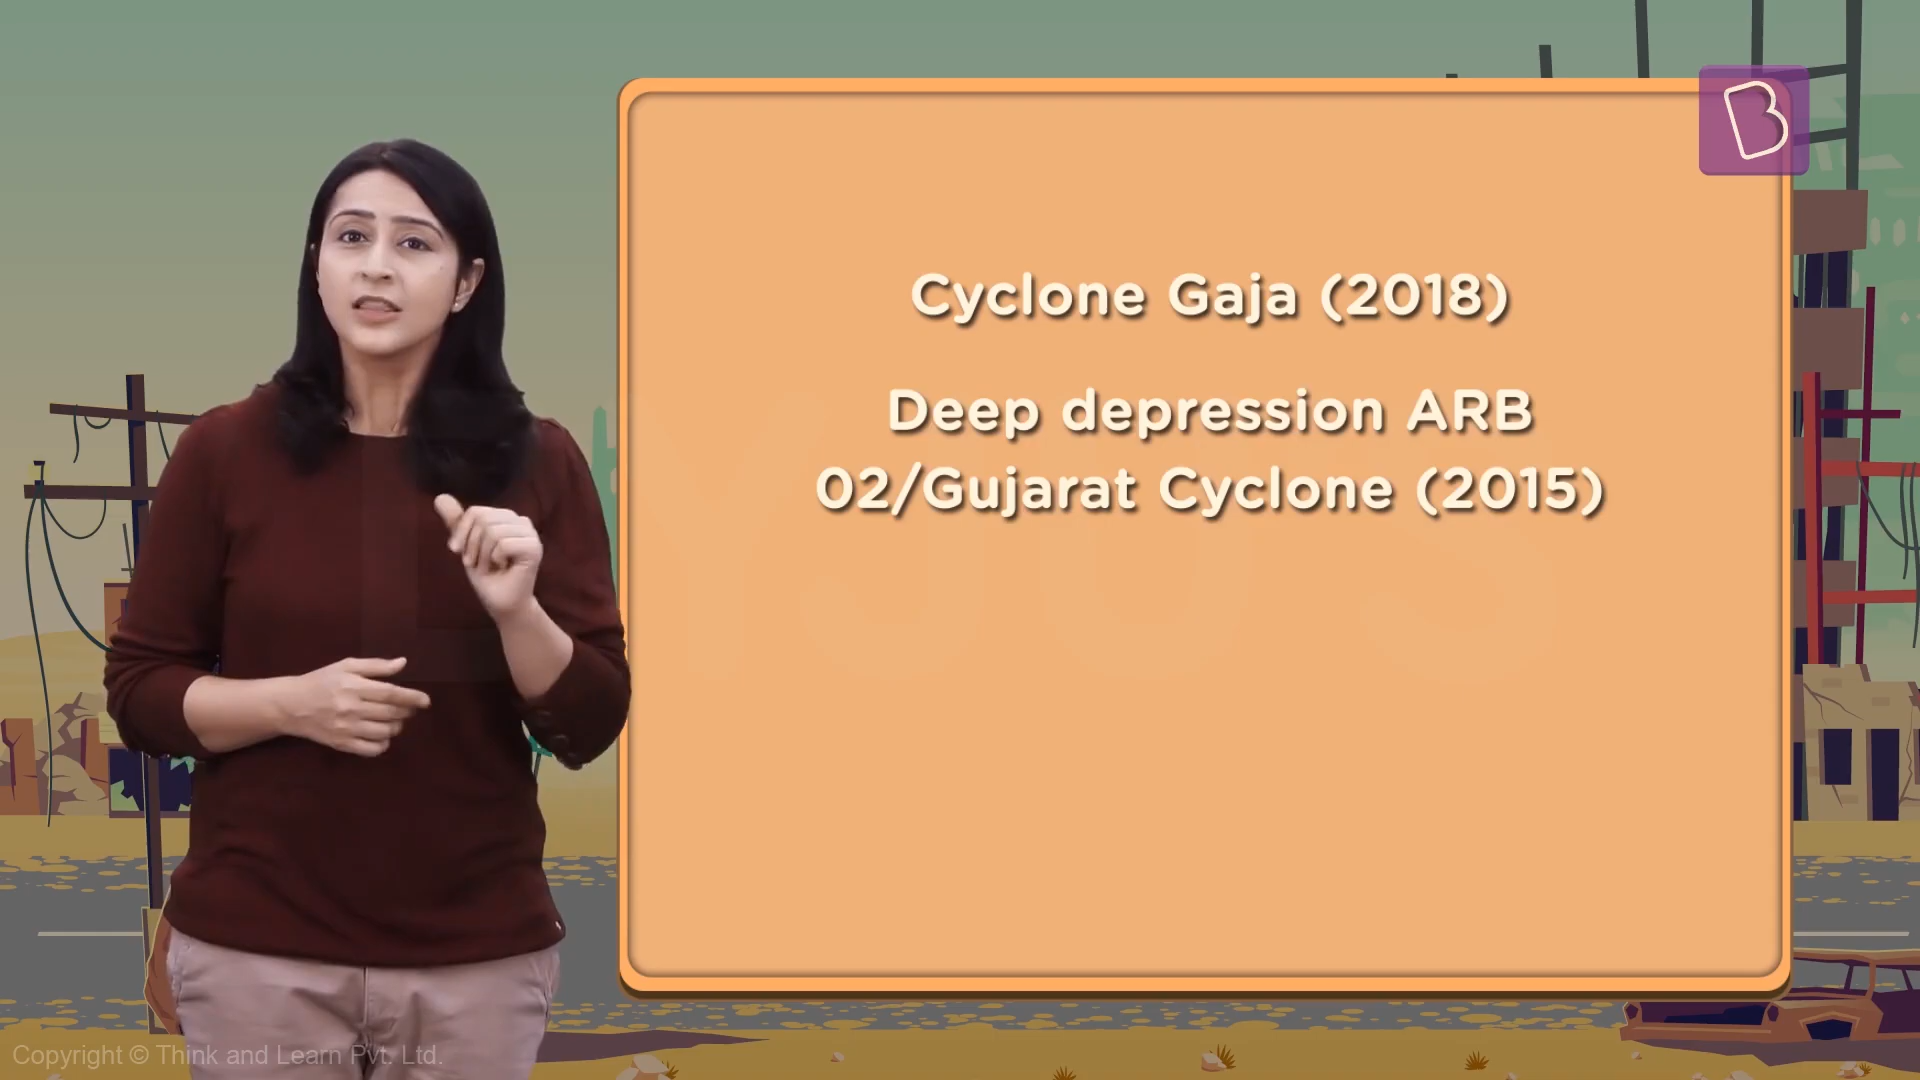 B
Cyclone Gaja (2018)
Deep depression ARB
02/Gujarat Cyclone (2015)
Copyright © Think and Learn Pvt. Ltd.